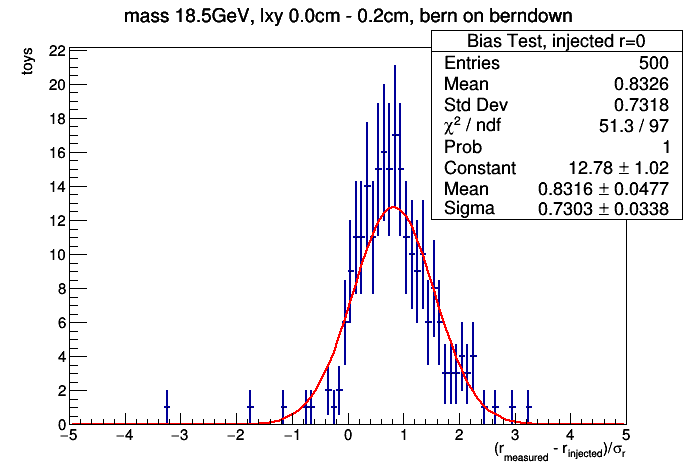 mass 18.5GeV, lxy 0.0cm - 0.2cm, bern on berndown
Bias Test, injected r=0
Entries 500
Mean 0.8326
Std Dev 0.7318
χ² / ndf 51.3 / 97
Prob 1
Constant 12.78 ± 1.02
Mean 0.8316 ± 0.0477
Sigma 0.7303 ± 0.0338
toys
22
20
18
16
14
12
10
8
6
4
2
0
−5 −4 −3 −2 −1 0 1 2 3 4 5
(r_measured - r_injected)/σ_r